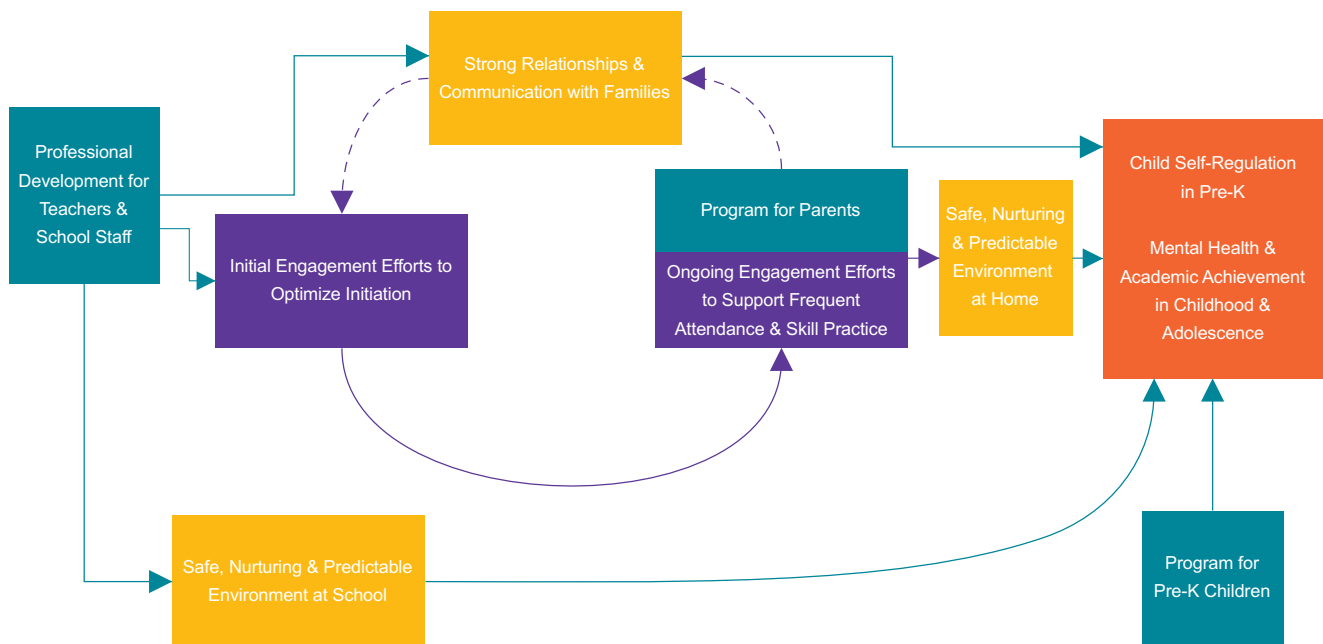 Strong Relationships &
Communication with Families
Professional
Development for
Teachers &
School Staff
Initial Engagement Efforts to
Optimize Initiation
Program for Parents
Ongoing Engagement Efforts
to Support Frequent
Attendance & Skill Practice
Safe, Nurturing
& Predictable
Environment
at Home
Child Self-Regulation
in Pre-K
Mental Health &
Academic Achievement
in Childhood &
Adolescence
Safe, Nurturing & Predictable
Environment at School
Program for
Pre-K Children